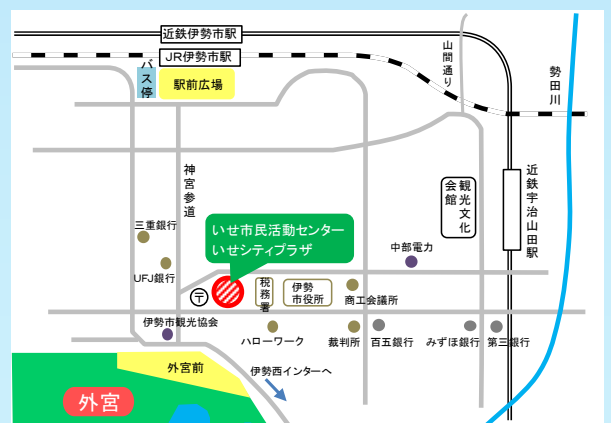 近鉄伊勢市駅
JR伊勢市駅
バス停
駅前広場
山間通り
勢田川
神宮参道
観光文化
会館
近鉄宇治山田駅
三重銀行
いせ市民活動センター
いせシティプラザ
中部電力
UFJ銀行
〒
税務署
伊勢
市役所
商工会議所
伊勢市観光協会
ハローワーク
裁判所
百五銀行
みずほ銀行
第三銀行
外宮前
伊勢西インターへ
外宮